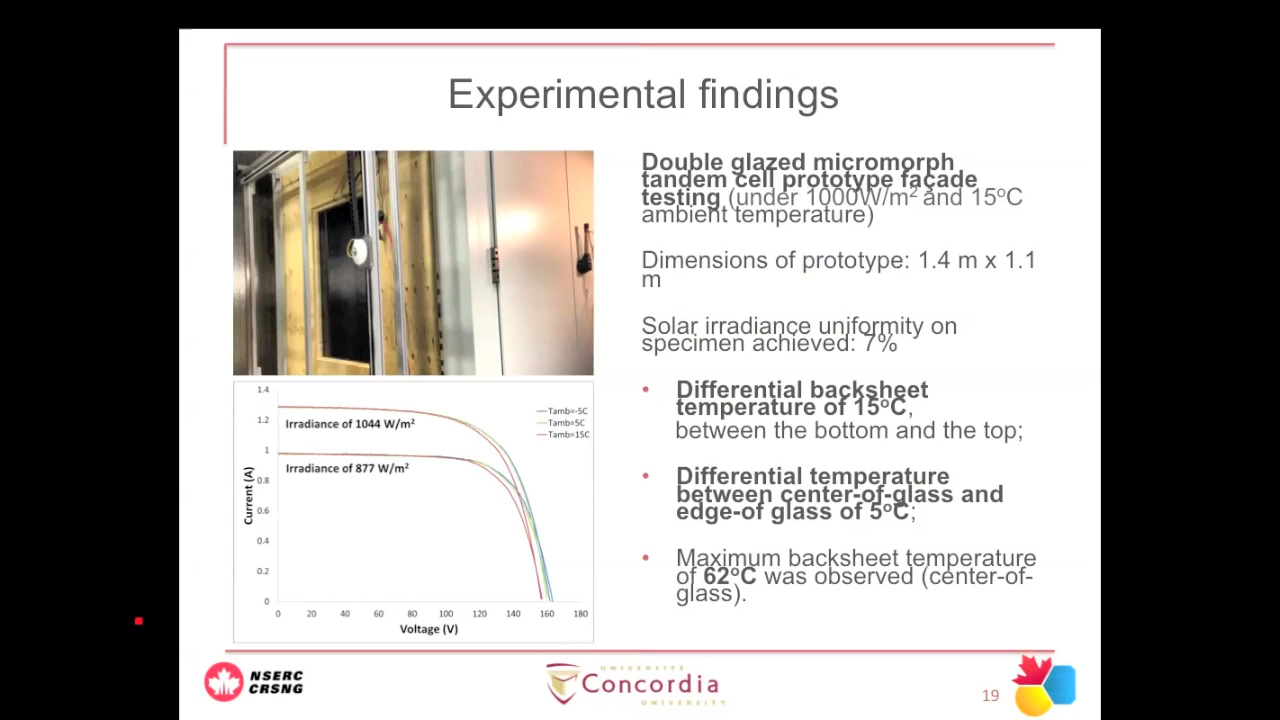 Experimental findings
Double glazed micromorph
tandem cell prototype façade
testing (under 1000W/m² and 15°C
ambient temperature)
Dimensions of prototype: 1.4 m x 1.1
m
Solar irradiance uniformity on
specimen achieved: 7%
• Differential backsheet
temperature of 15°C,
between the bottom and the top;
• Differential temperature
between center-of-glass and
edge-of glass of 5°C;
• Maximum backsheet temperature
of 62°C was observed (center-of-
glass).
1.4
1.2
1
0.8
0.6
0.4
0.2
0
Current (A)
Irradiance of 1044 W/m²
Irradiance of 877 W/m²
Tamb=-5C
Tamb=5C
Tamb=15C
0 20 40 60 80 100 120 140 160 180
Voltage (V)
NSERC
CRSNG
UNIVERSITÉ
Concordia
UNIVERSITY
19